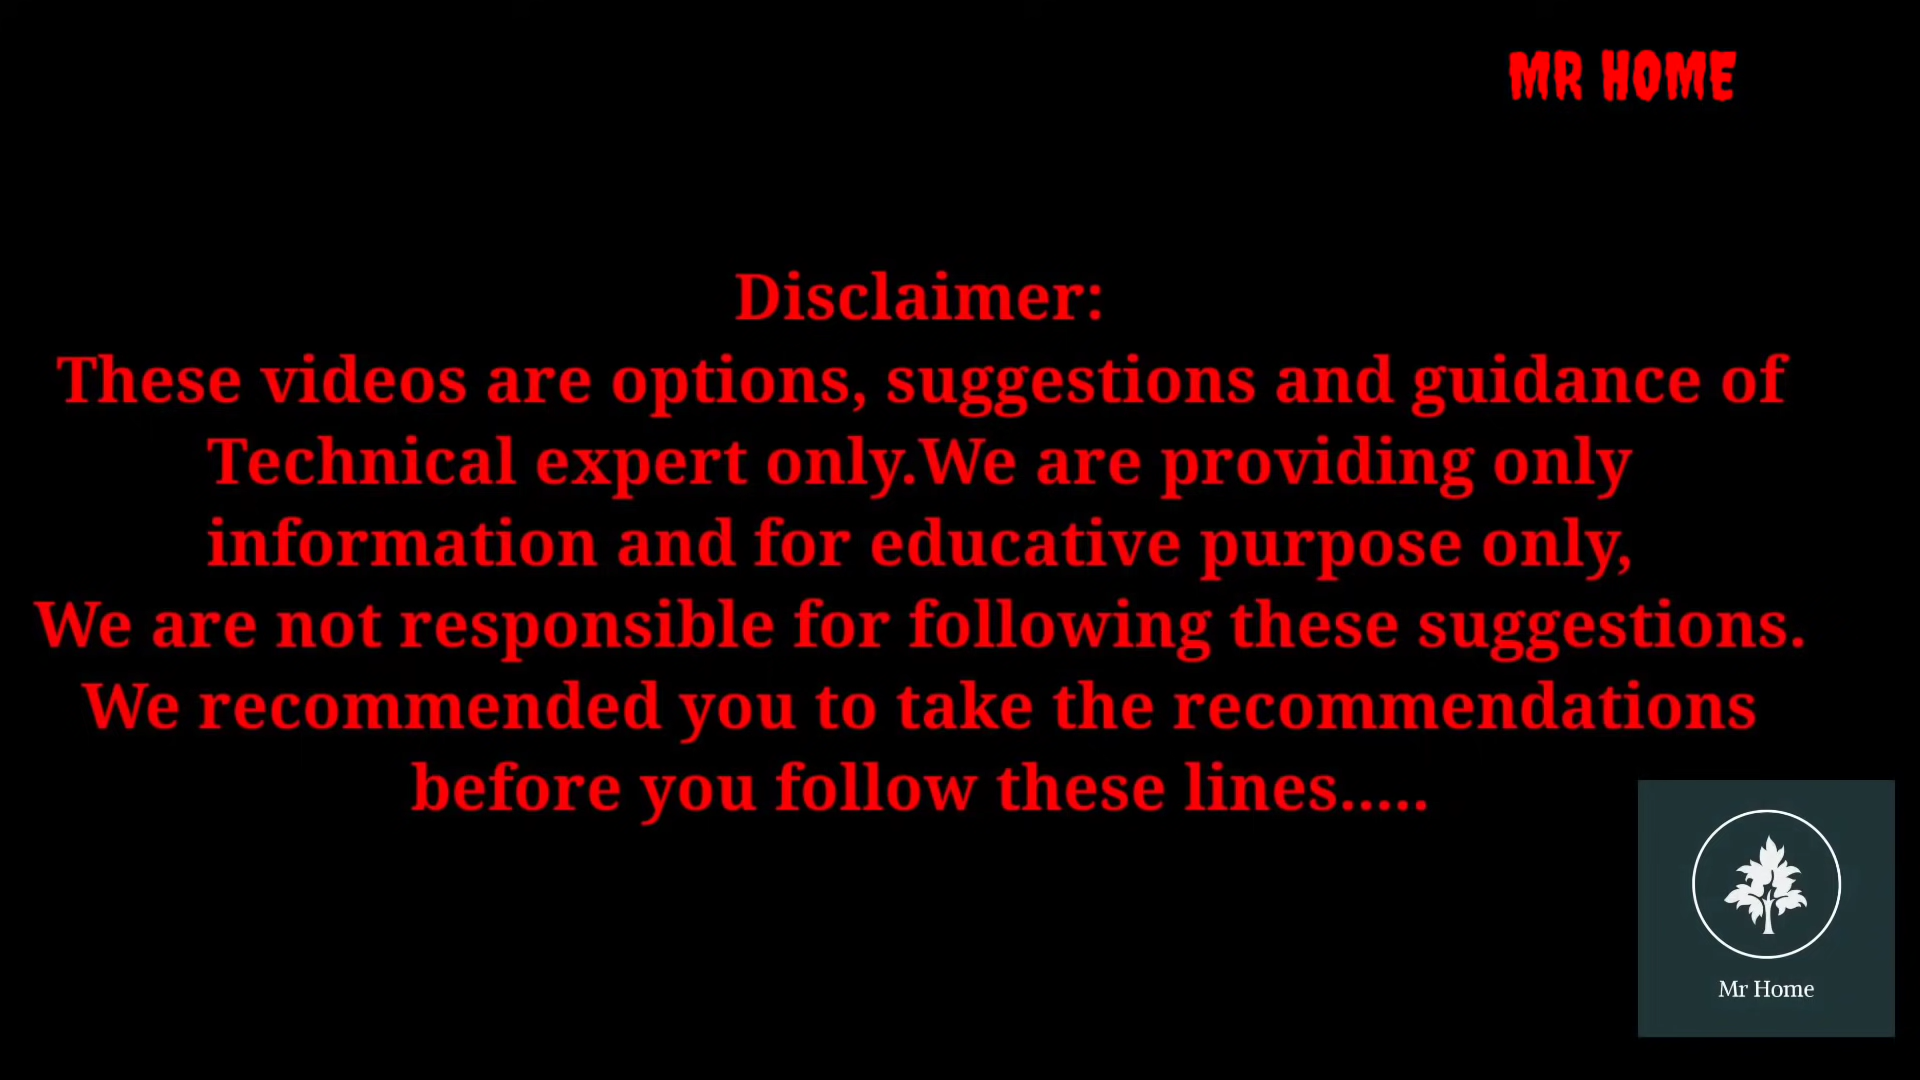 MR HOME
Disclaimer:
These videos are options, suggestions and guidance of
Technical expert only.We are providing only
information and for educative purpose only,
We are not responsible for following these suggestions.
We recommended you to take the recommendations
before you follow these lines.....
Mr Home